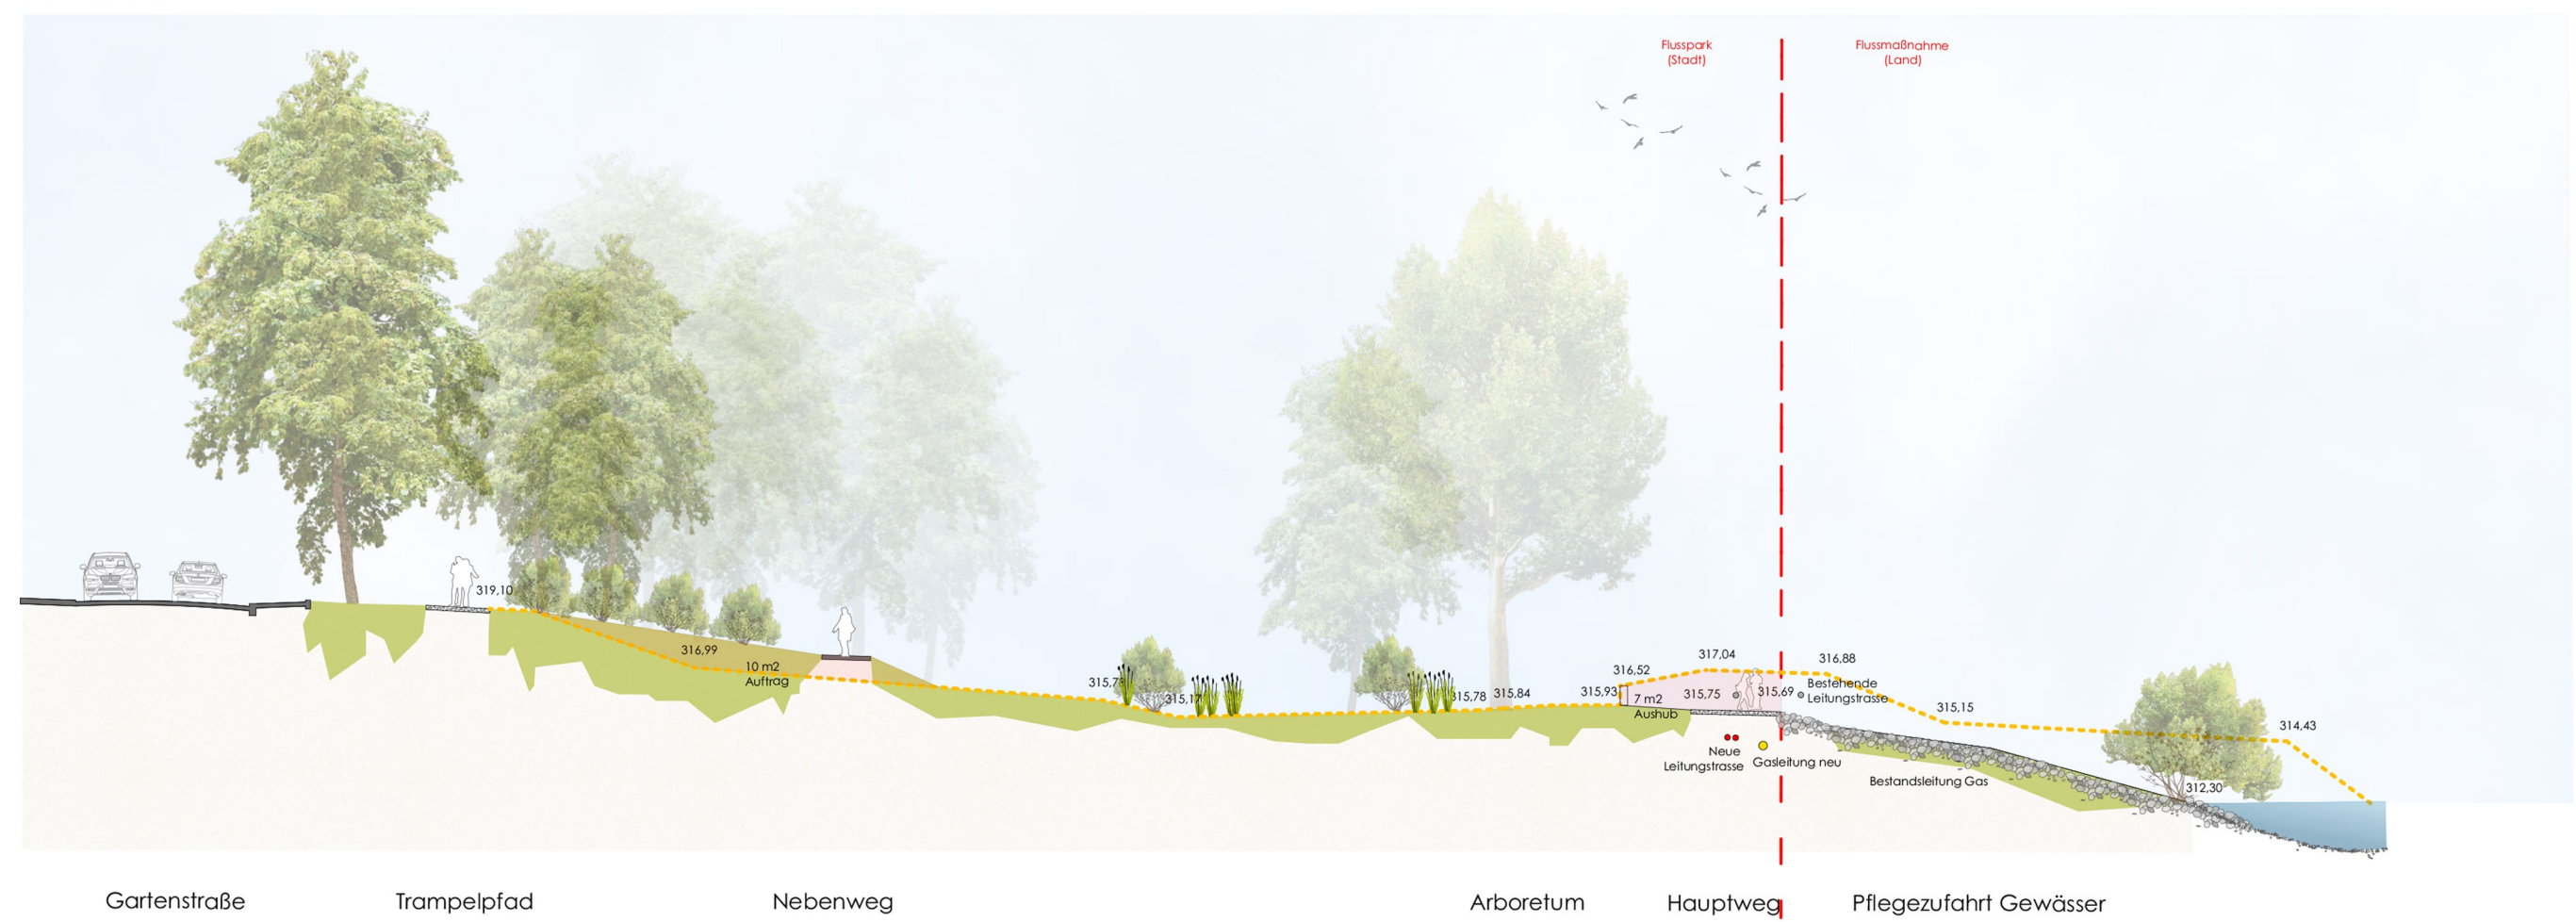 Flusspark
(Stadt)
Flussmaßnahme
(Land)
319,10
316,99
10 m2
Auftrag
315,17
315,78
315,84
315,93
316,52
7 m2
Aushub
317,04
315,75
315,69
316,88
Bestehende
Leitungstrasse
315,15
314,43
Neue
Leitungstrasse
Gasleitung neu
Bestandsleitung Gas
312,30
Gartenstraße
Trampelpfad
Nebenweg
Arboretum
Hauptweg
Pflegezufahrt Gewässer